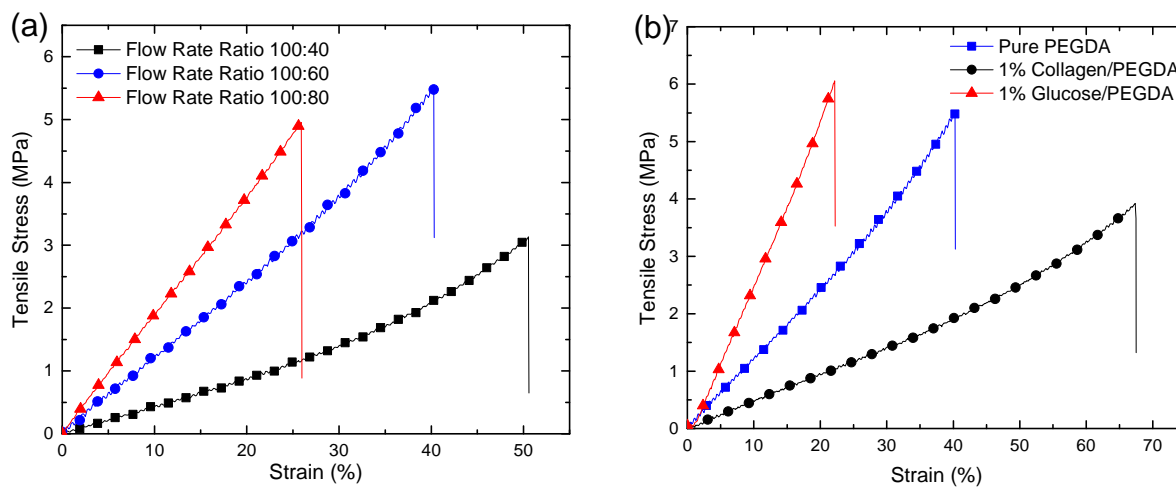 (a)
Flow Rate Ratio 100:40
Flow Rate Ratio 100:60
Flow Rate Ratio 100:80
Tensile Stress (MPa)
6
5
4
3
2
1
0
0 10 20 30 40 50
Strain (%)
(b)
Pure PEGDA
1% Collagen/PEGDA
1% Glucose/PEGDA
Tensile Stress (MPa)
7
6
5
4
3
2
1
0
0 10 20 30 40 50 60 70
Strain (%)